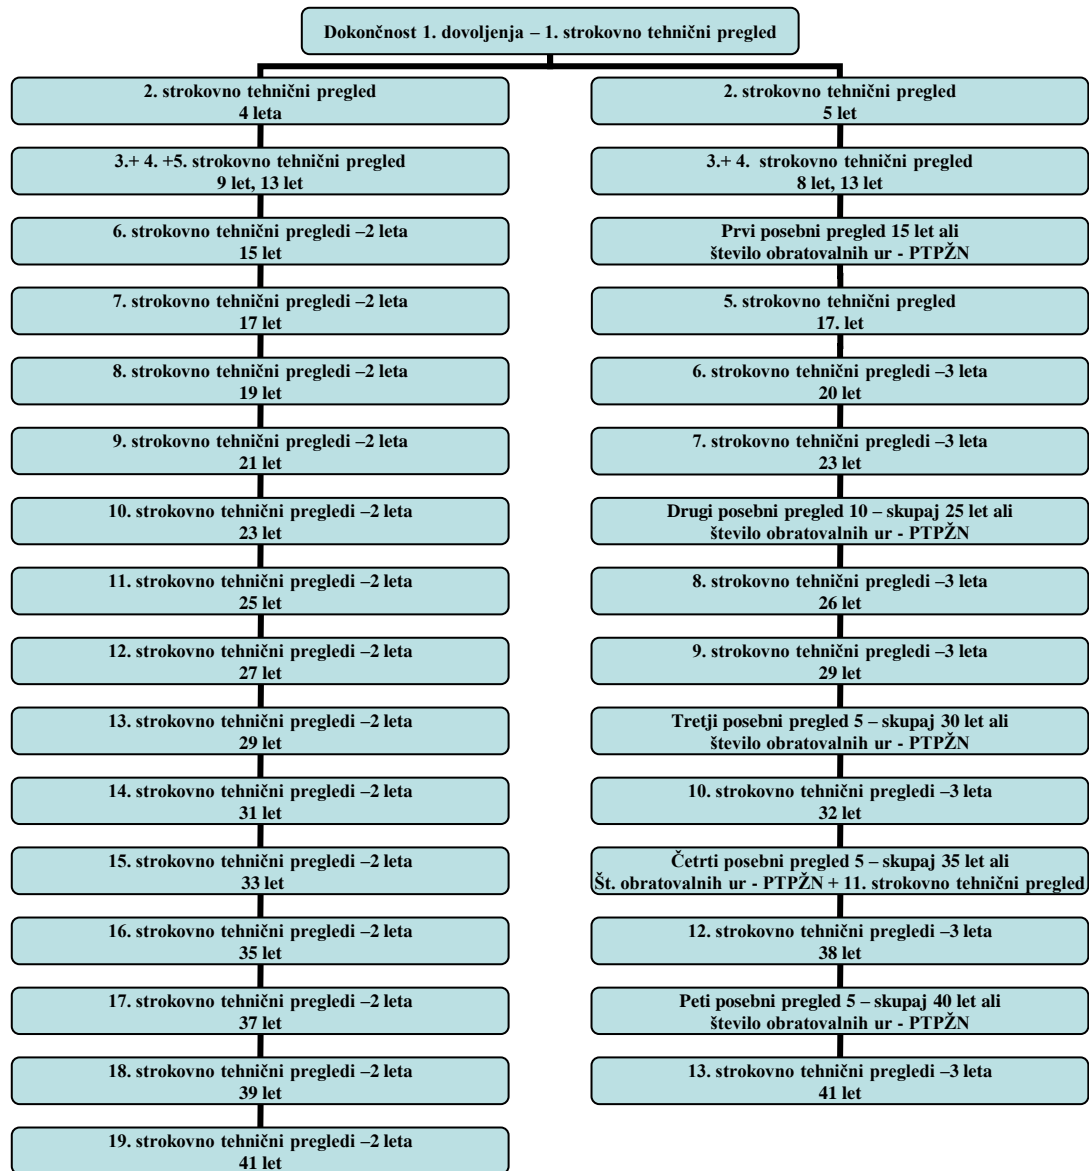 Dokončnost 1. dovoljenja – 1. strokovno tehnični pregled
2. strokovno tehnični pregled
4 leta
3.+ 4. +5. strokovno tehnični pregled
9 let, 13 let
6. strokovno tehnični pregledi –2 leta
15 let
7. strokovno tehnični pregledi –2 leta
17 let
8. strokovno tehnični pregledi –2 leta
19 let
9. strokovno tehnični pregledi –2 leta
21 let
10. strokovno tehnični pregledi –2 leta
23 let
11. strokovno tehnični pregledi –2 leta
25 let
12. strokovno tehnični pregledi –2 leta
27 let
13. strokovno tehnični pregledi –2 leta
29 let
14. strokovno tehnični pregledi –2 leta
31 let
15. strokovno tehnični pregledi –2 leta
33 let
16. strokovno tehnični pregledi –2 leta
35 let
17. strokovno tehnični pregledi –2 leta
37 let
18. strokovno tehnični pregledi –2 leta
39 let
19. strokovno tehnični pregledi –2 leta
41 let
2. strokovno tehnični pregled
5 let
3.+ 4. strokovno tehnični pregled
8 let, 13 let
Prvi posebni pregled 15 let ali
število obratovalnih ur - PTPŽN
5. strokovno tehnični pregled
17. let
6. strokovno tehnični pregledi –3 leta
20 let
7. strokovno tehnični pregledi –3 leta
23 let
Drugi posebni pregled 10 – skupaj 25 let ali
število obratovalnih ur - PTPŽN
8. strokovno tehnični pregledi –3 leta
26 let
9. strokovno tehnični pregledi –3 leta
29 let
Tretji posebni pregled 5 – skupaj 30 let ali
število obratovalnih ur - PTPŽN
10. strokovno tehnični pregledi –3 leta
32 let
Četrti posebni pregled 5 – skupaj 35 let ali
Št. obratovalnih ur - PTPŽN + 11. strokovno tehnični pregled
12. strokovno tehnični pregledi –3 leta
38 let
Peti posebni pregled 5 – skupaj 40 let ali
število obratovalnih ur - PTPŽN
13. strokovno tehnični pregledi –3 leta
41 let